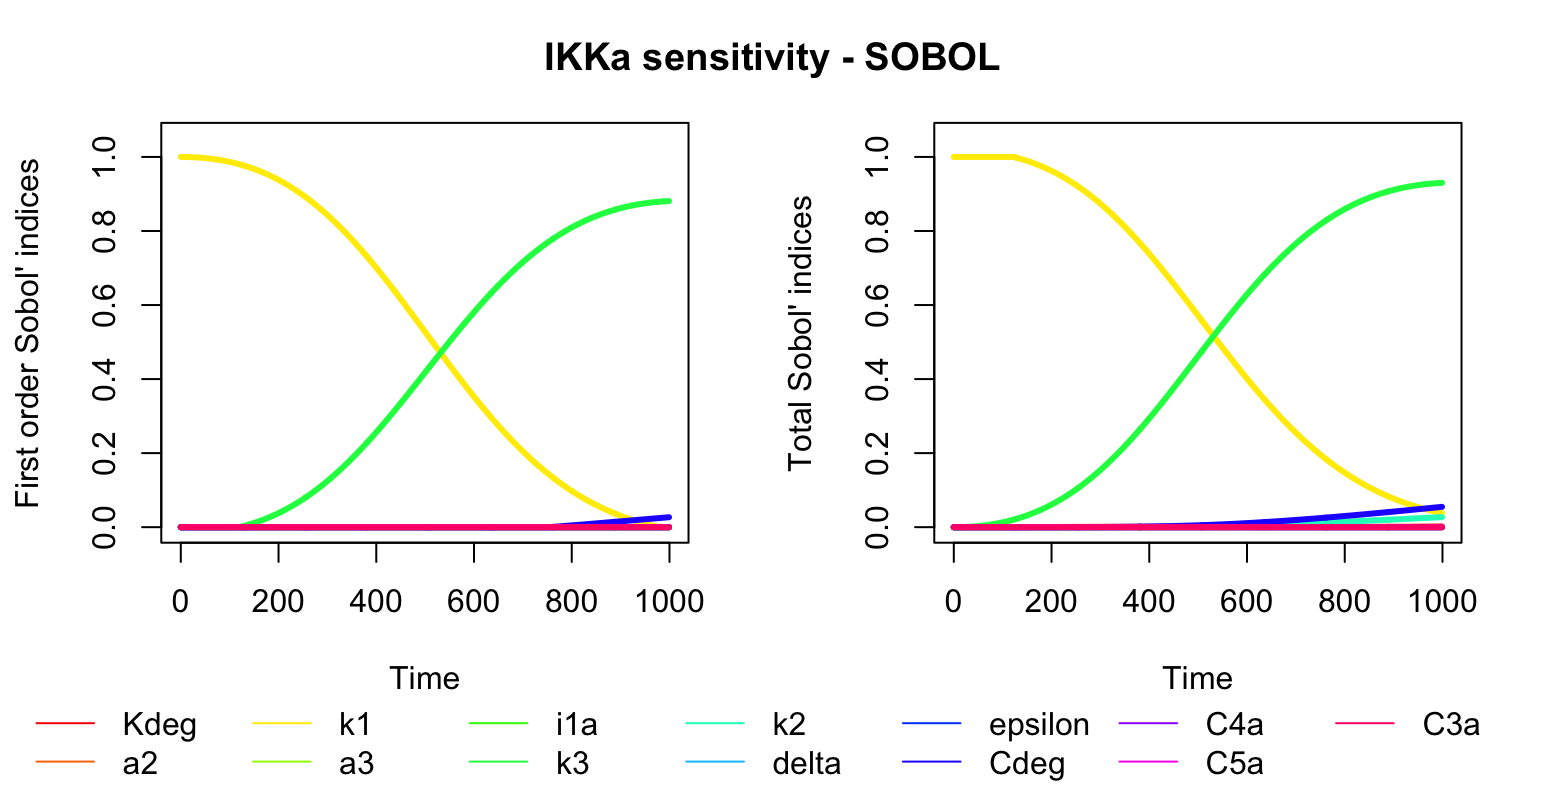 IKKa sensitivity - SOBOL
First order Sobol' indices
0.0 0.2 0.4 0.6 0.8 1.0
0 200 400 600 800 1000
Time
Total Sobol' indices
0.0 0.2 0.4 0.6 0.8 1.0
0 200 400 600 800 1000
Time
Kdeg k1 i1a k2 epsilon C4a C3a
a2 a3 k3 delta Cdeg C5a